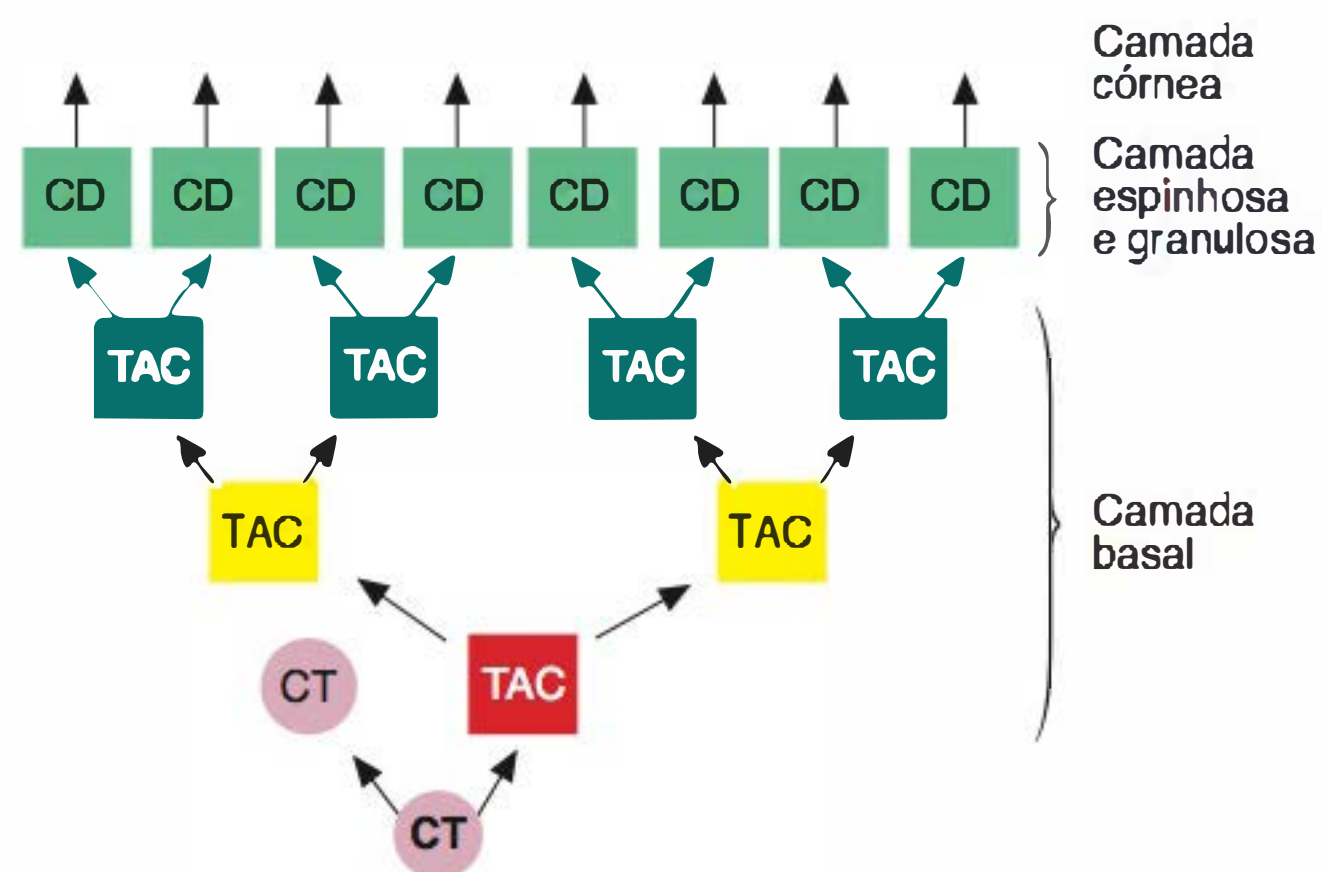 Camada
córnea
CD CD CD CD CD CD CD CD
Camada
espinhosa
e granulosa
TAC TAC TAC TAC
TAC TAC
Camada
basal
CT TAC
CT